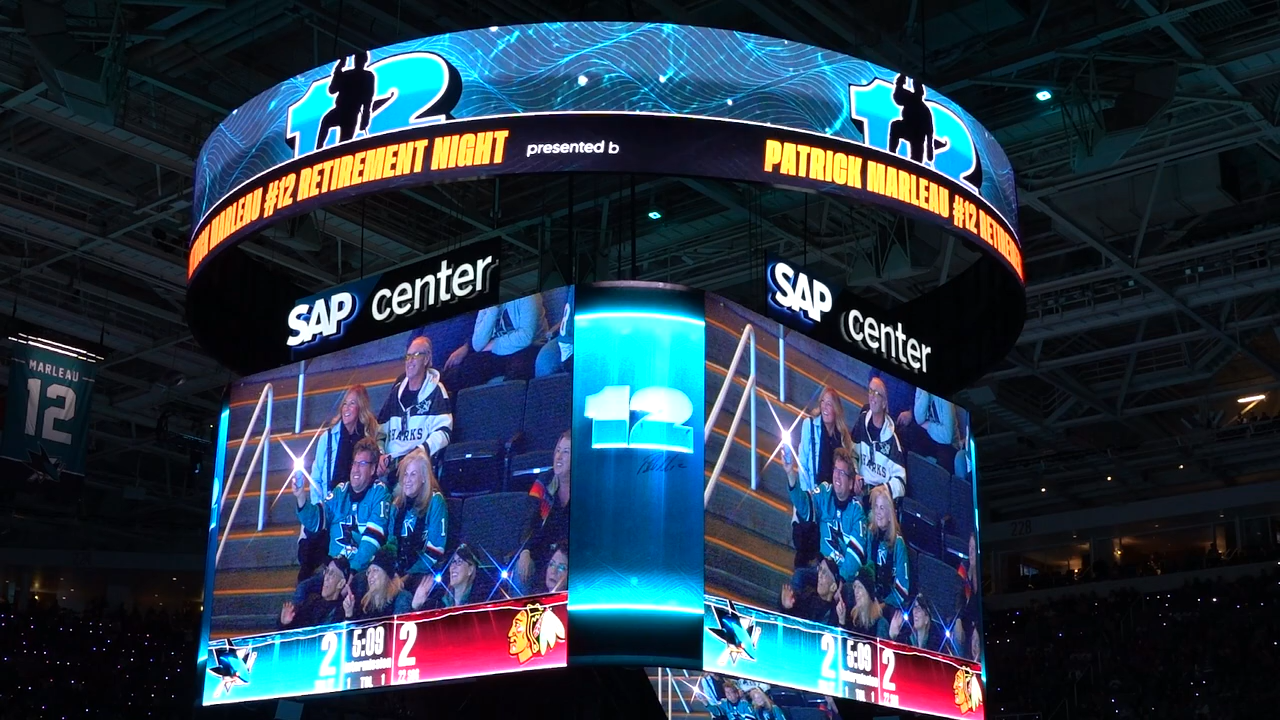 12
12
MARLEAU #12 RETIREMENT NIGHT presented b PATRICK MARLEAU #12
SAP center
SAP center
MARLEAU
12
12
SHARKS
2 5:09 2
2 5:09 2
228